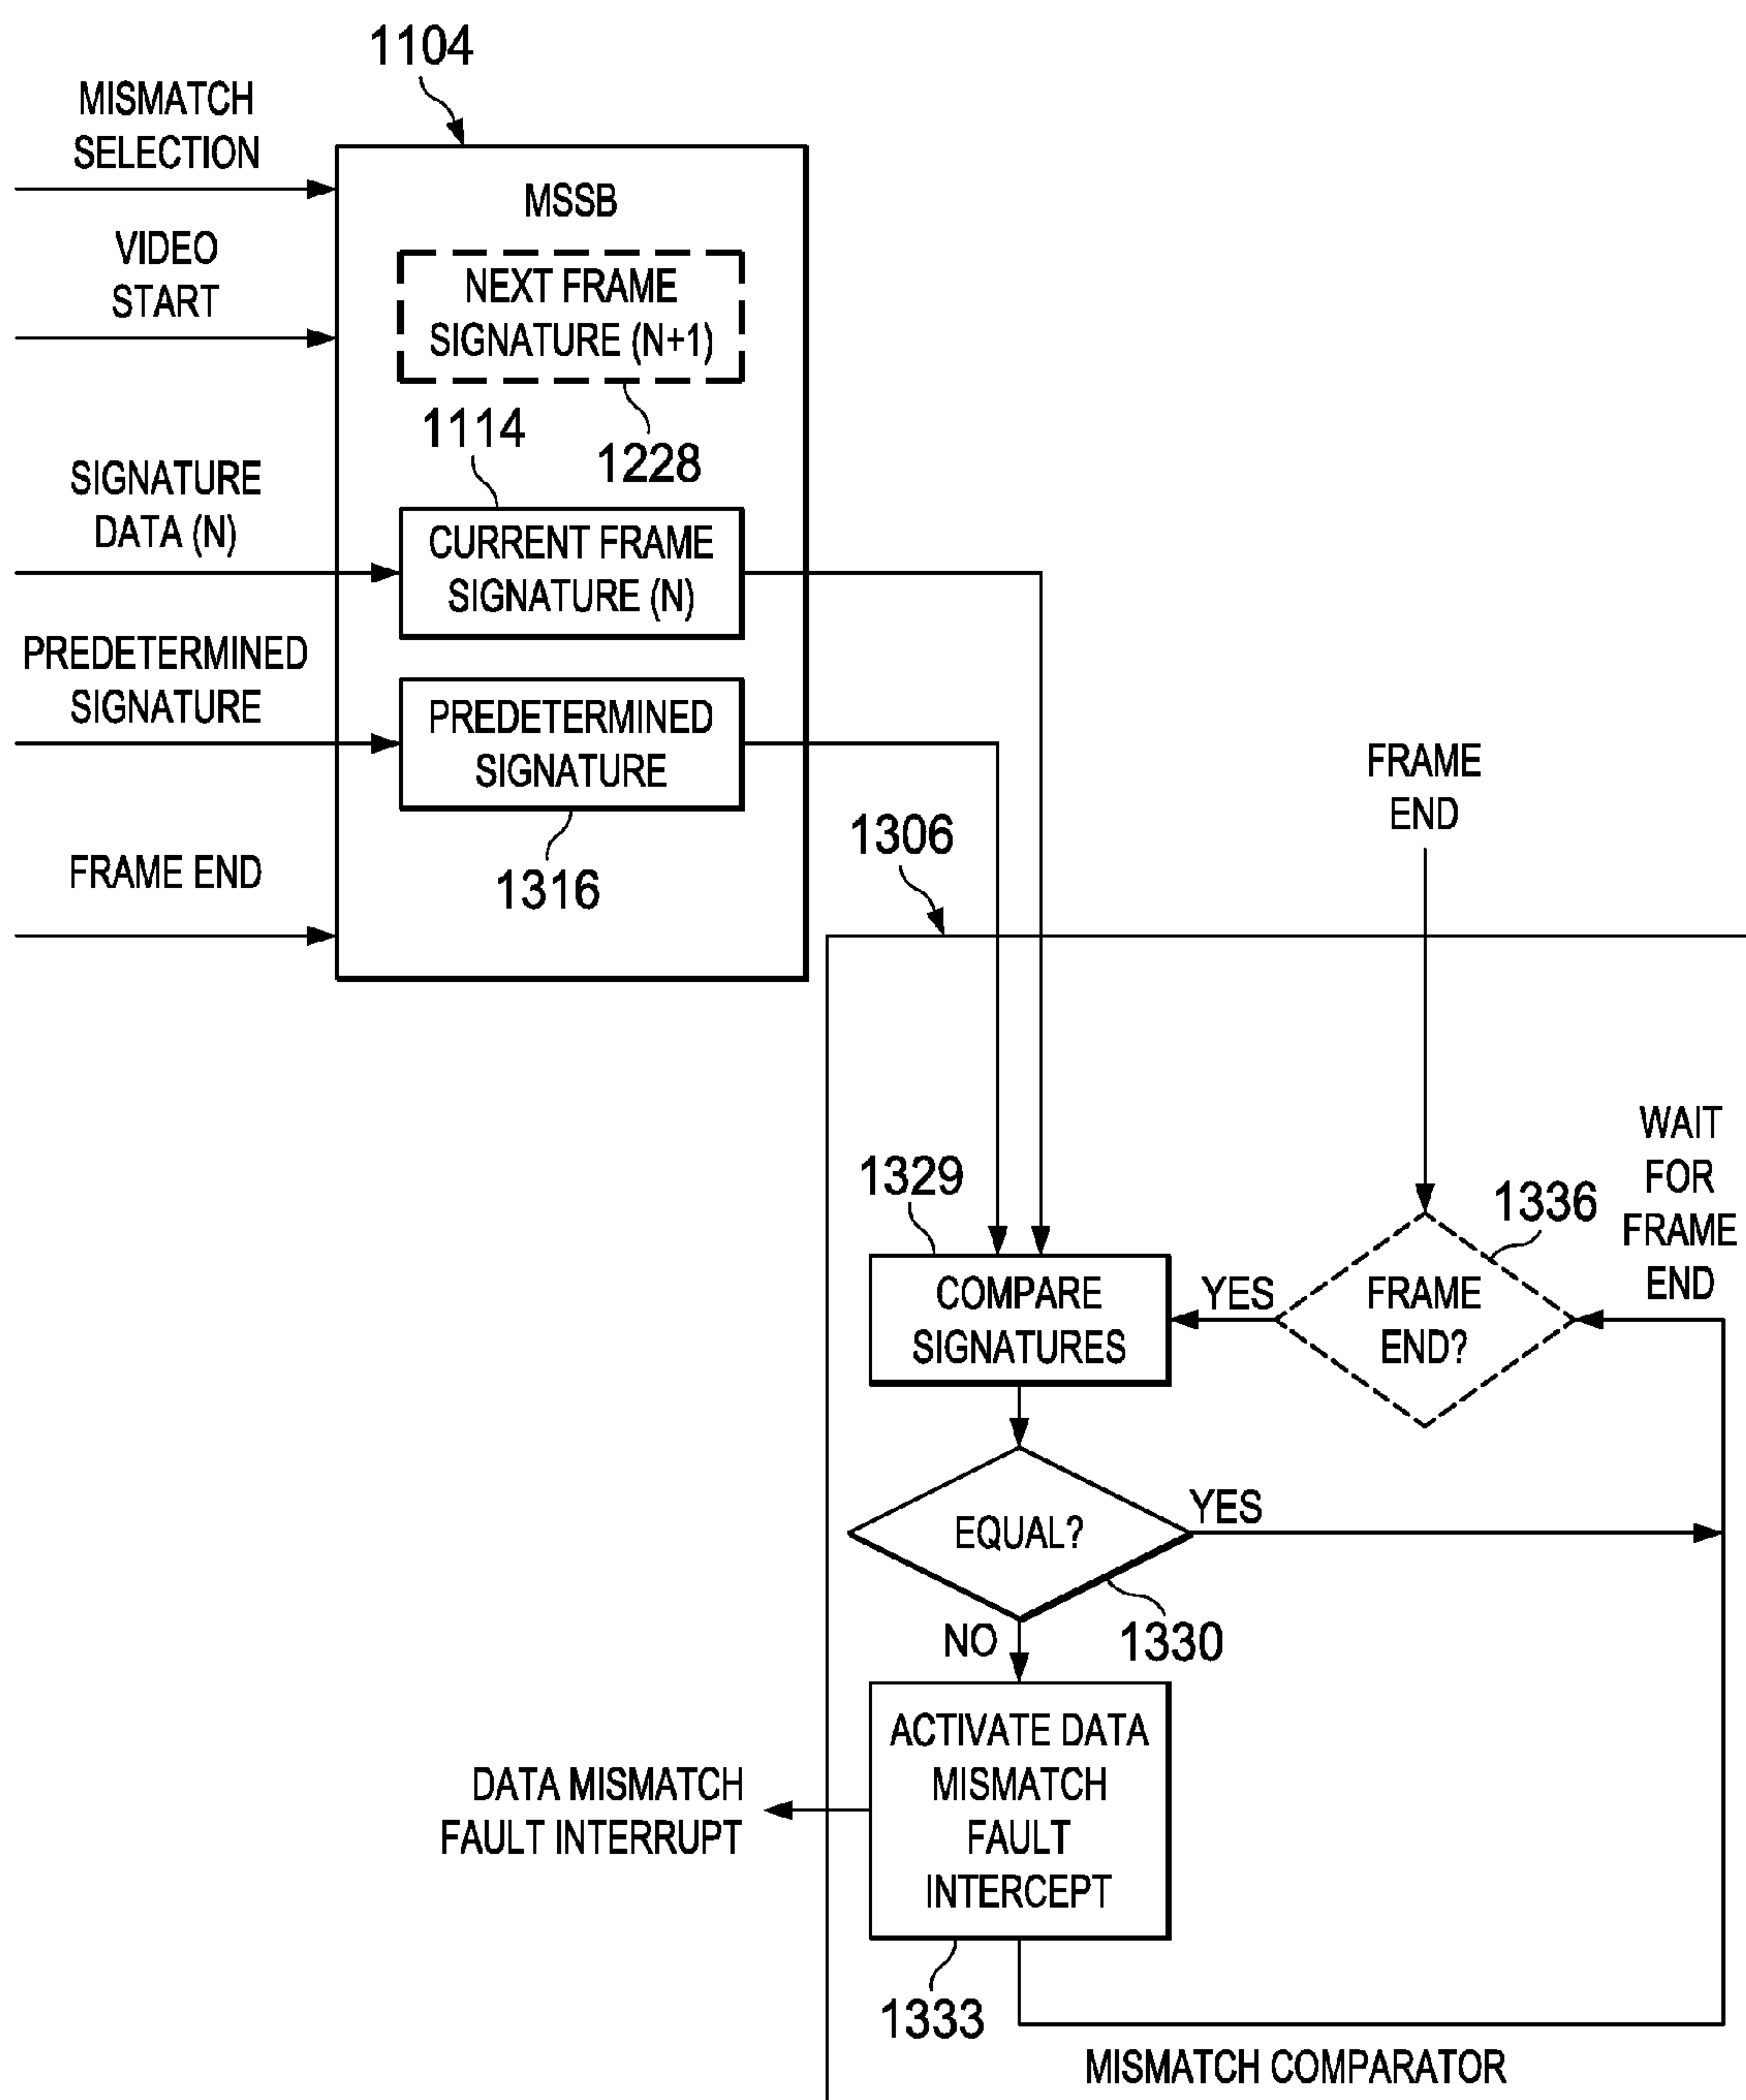 1104
MISMATCH
SELECTION
MSSB
VIDEO
START
NEXT FRAME
SIGNATURE (N+1)
1114
1228
SIGNATURE
DATA (N)
CURRENT FRAME
SIGNATURE (N)
PREDETERMINED
SIGNATURE
PREDETERMINED
SIGNATURE
1316
FRAME END
FRAME
END
1306
WAIT
FOR
FRAME
END
1329
1336
COMPARE
SIGNATURES
YES
FRAME
END?
EQUAL?
YES
1330
NO
ACTIVATE DATA
MISMATCH
FAULT
INTERCEPT
DATA MISMATCH
FAULT INTERRUPT
1333
MISMATCH COMPARATOR